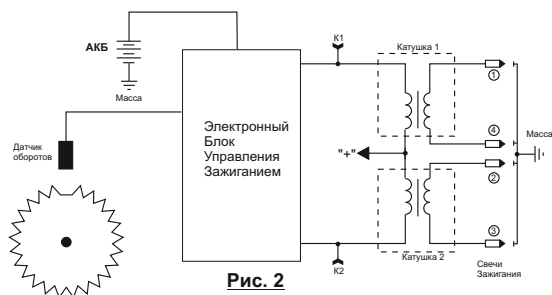 АКБ
Масса
Датчик
оборотов
Электронный
Блок
Управления
Зажиганием
К1
Катушка 1
"+"
Катушка 2
К2
1
4
2
3
Масса
Свечи
Зажигания
Рис. 2